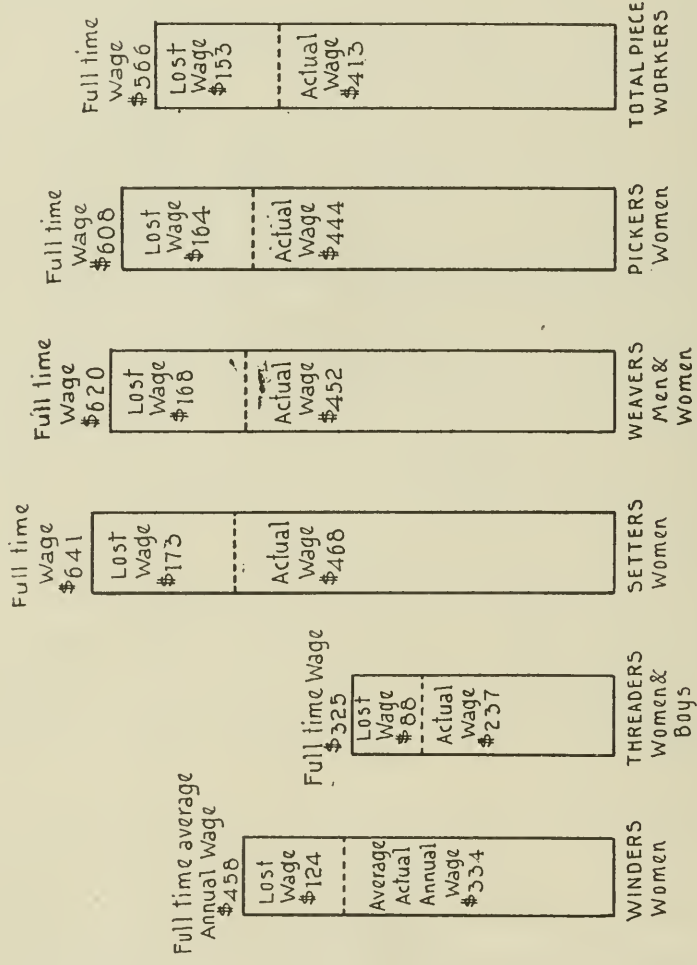 Full time average
Annual Wage
$458
Lost
Wage
$124
Average
Actual
Annual
Wage
$334
WINDERS
Women
Full time Wage
$325
Lost
Wage
$88
Actual
Wage
$237
THREADERS
Women &
Boys
Full time
Wage
$641
Lost
Wage
$173
Actual
Wage
$468
SETTERS
Women
Full time
Wage
$620
Lost
Wage
$168
Actual
Wage
$452
WEAVERS
Men &
Women
Full time
Wage
$608
Lost
Wage
$164
Actual
Wage
$444
PICKERS
Women
Full time
Wage
$566
Lost
Wage
$153
Actual
Wage
$413
TOTAL PIECE
WORKERS